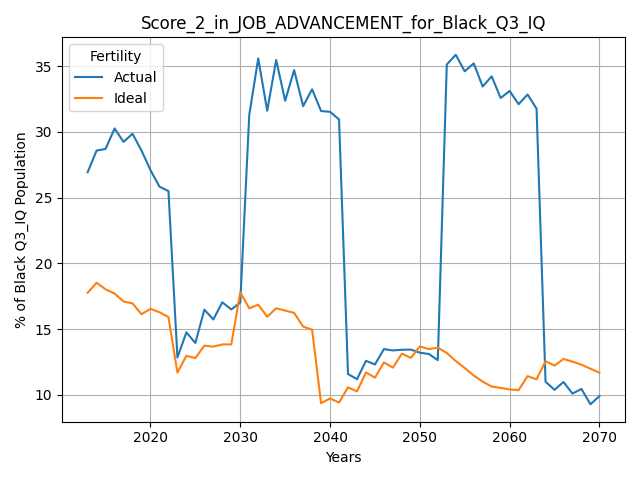 Score_2_in_JOB_ADVANCEMENT_for_Black_Q3_IQ
Fertility
Actual
Ideal
% of Black Q3_IQ Population
35
30
25
20
15
10
2020
2030
2040
2050
2060
2070
Years